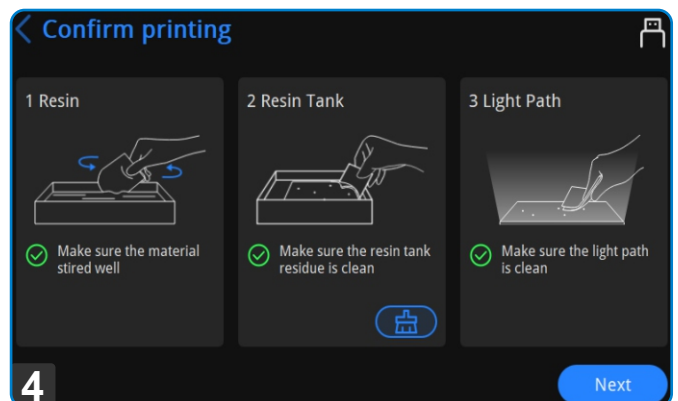 Confirm printing
1 Resin
Make sure the material
stired well
2 Resin Tank
Make sure the resin tank
residue is clean
3 Light Path
Make sure the light path
is clean
4
Next